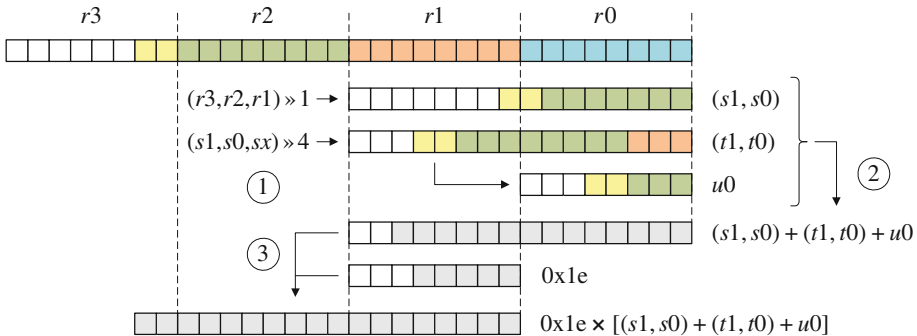 r3 r2 r1 r0
(r3,r2,r1) » 1 (s1,s0)
(s1,s0,sx) » 4 (t1,t0)
1 u0 2
(s1,s0) + (t1,t0) + u0
3 0x1e
0x1e × [(s1,s0) + (t1,t0) + u0]